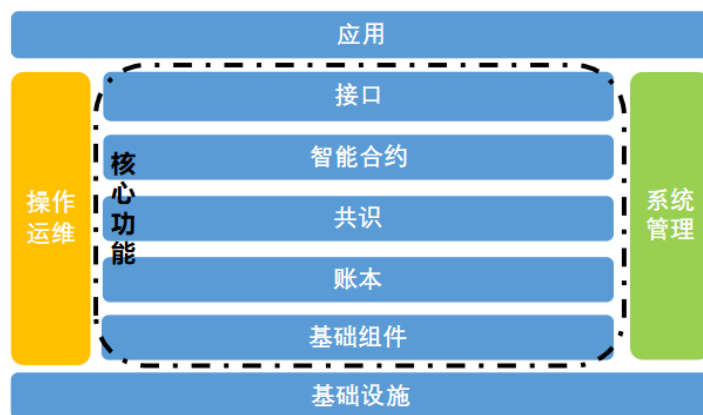 应用
接口
智能合约
核心功能
操作
运维
共识
系统
管理
账本
基础组件
基础设施